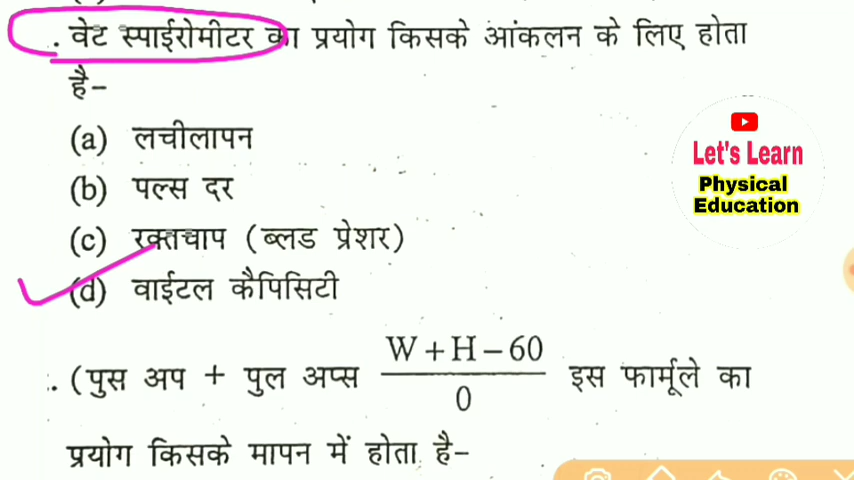 . वेट स्पाईरोमीटर का प्रयोग किसके आंकलन के लिए होता
है–
(a) लचीलापन
(b) पल्स दर
(c) रक्तचाप (ब्लड प्रेशर)
(d) वाईटल कैपिसिटी
Let's Learn
Physical
Education
. (पुस अप + पुल अप्स W + H – 60 / 0 इस फार्मूले का
प्रयोग किसके मापन में होता है–